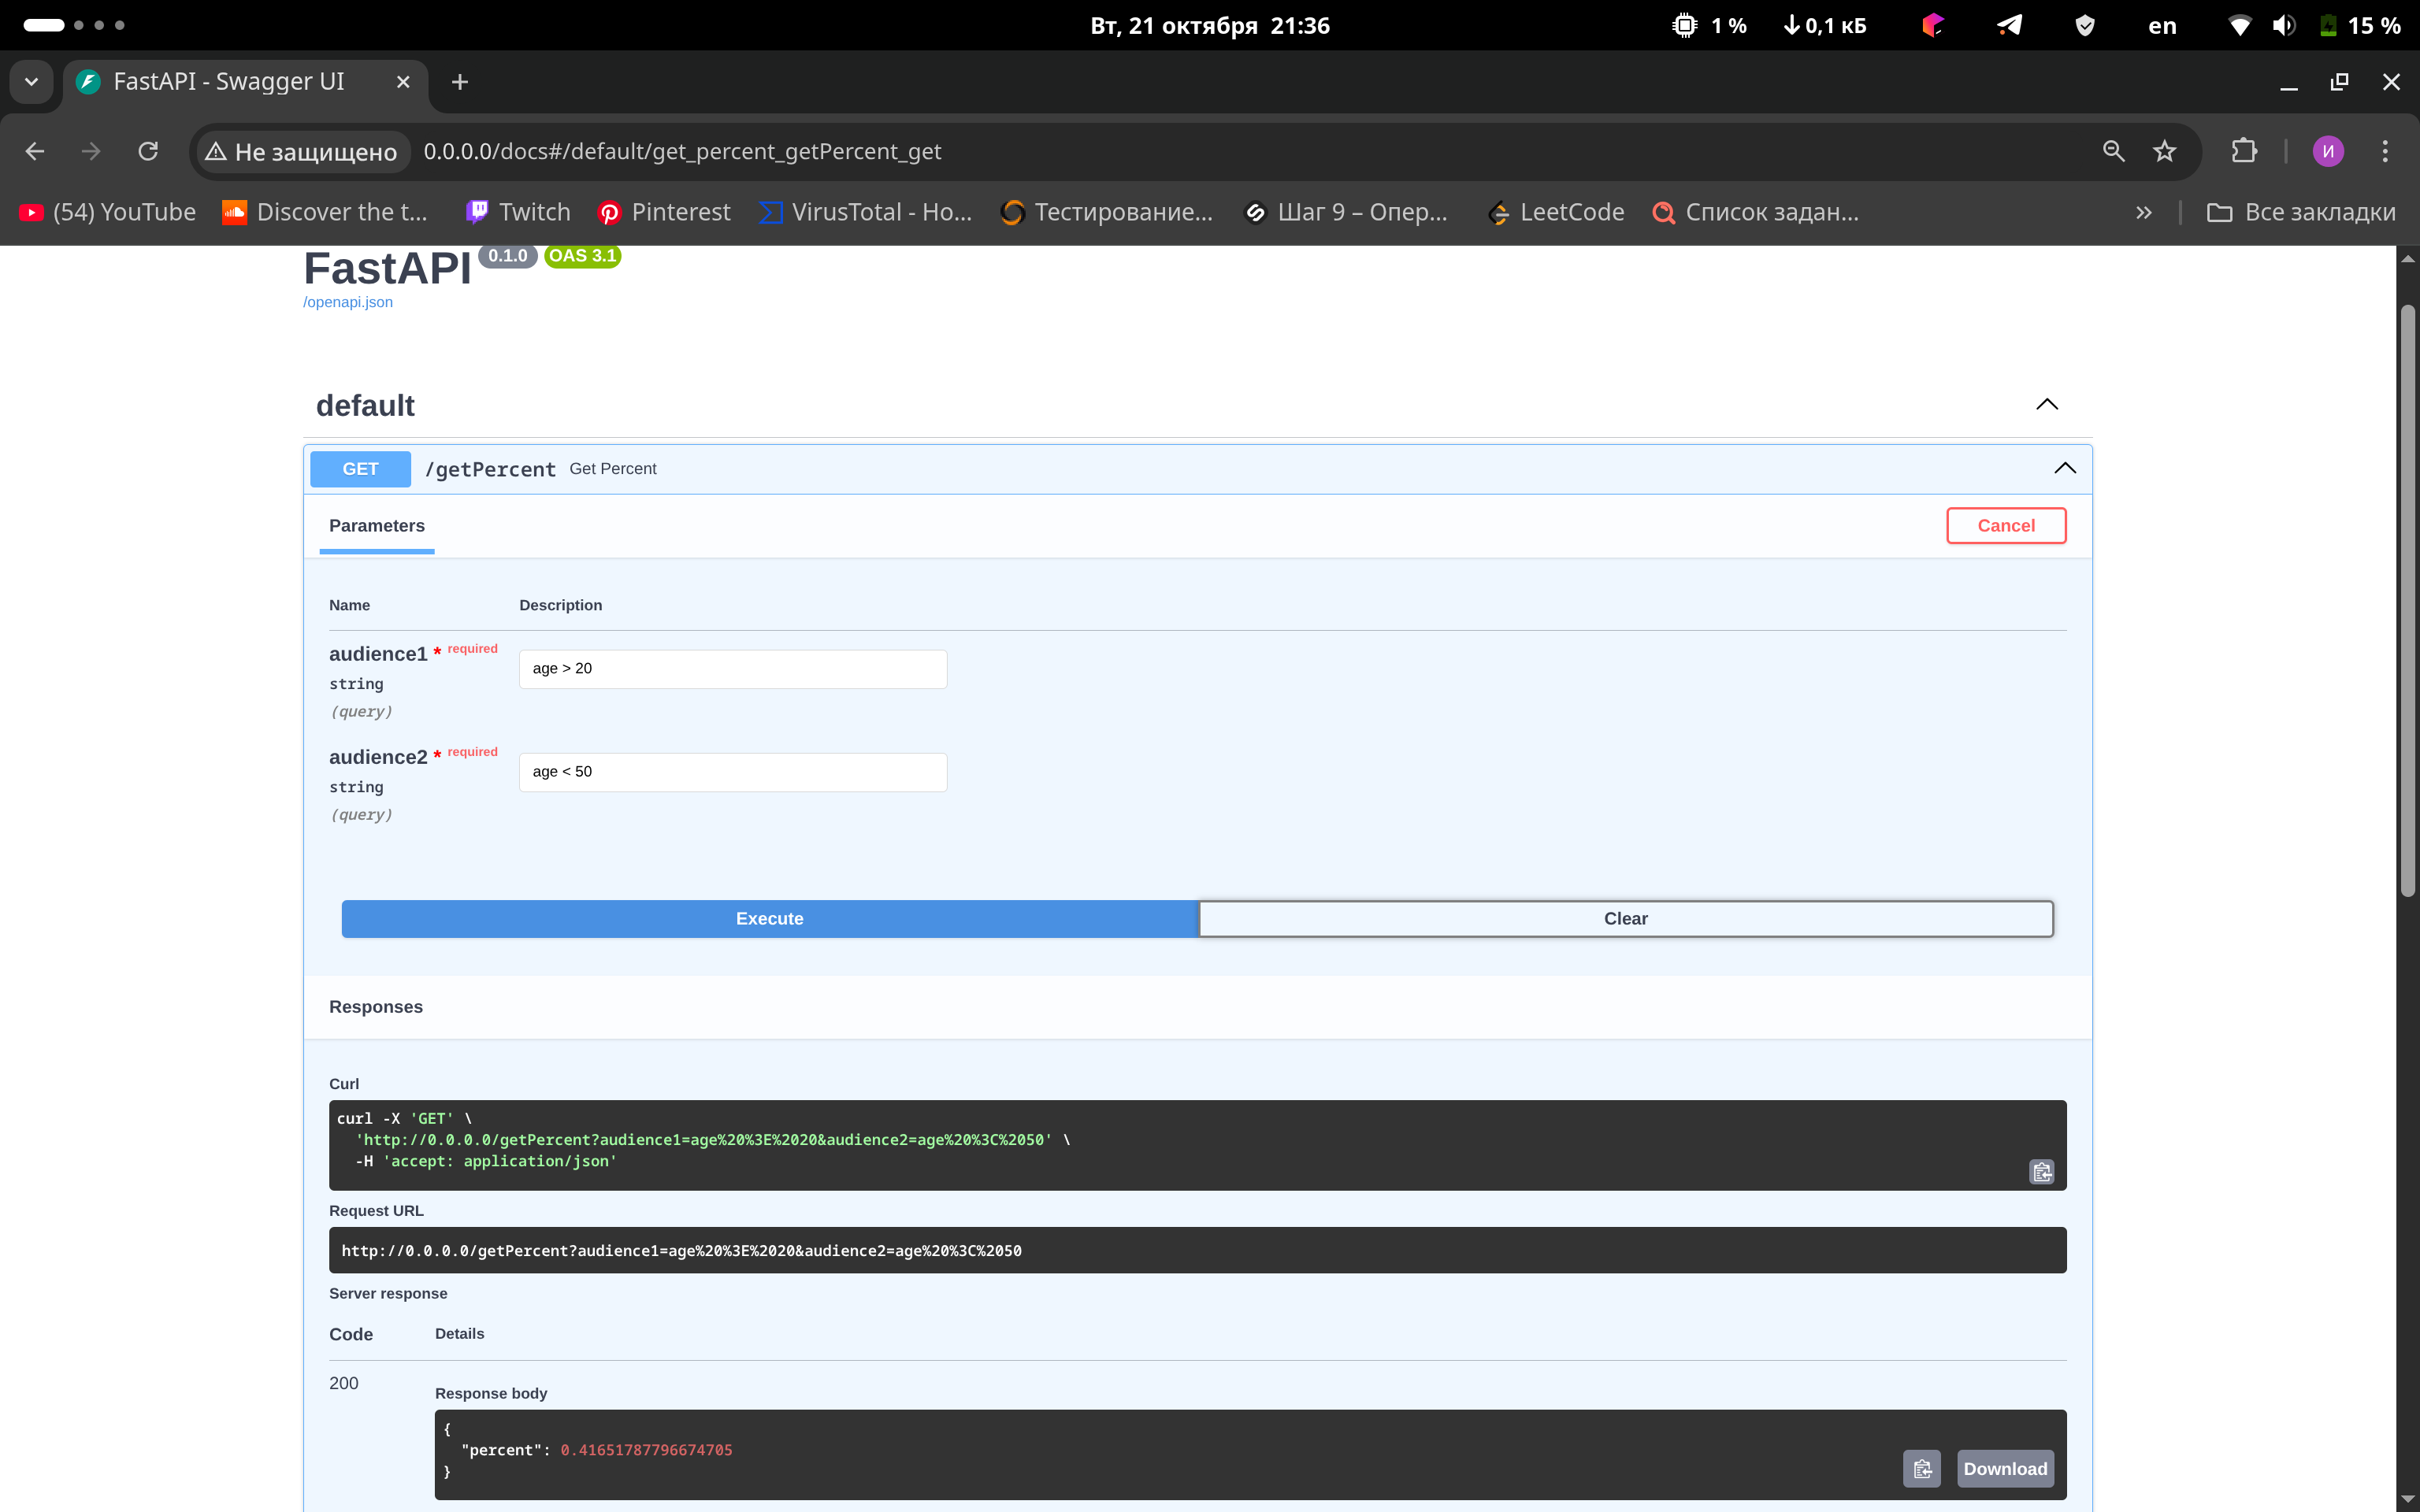 Вт, 21 октября 21:36
1 %
0,1 кБ
en
15 %
FastAPI - Swagger UI
Не защищено
0.0.0.0/docs#/default/get_percent_getPercent_get
И
(54) YouTube
Discover the t...
Twitch
Pinterest
VirusTotal - Ho...
Тестирование...
Шаг 9 – Опер...
LeetCode
Список задан...
Все закладки
FastAPI 0.1.0 OAS 3.1
/openapi.json
default
GET /getPercent Get Percent
Parameters
Cancel
Name Description
audience1 * required
string
(query)
age > 20
audience2 * required
string
(query)
age < 50
Execute
Clear
Responses
Curl
curl -X 'GET' \
'http://0.0.0.0/getPercent?audience1=age%20%3E%2020&audience2=age%20%3C%2050' \
-H 'accept: application/json'
Request URL
http://0.0.0.0/getPercent?audience1=age%20%3E%2020&audience2=age%20%3C%2050
Server response
Code Details
200
Response body
{
"percent": 0.41651787796674705
}
Download